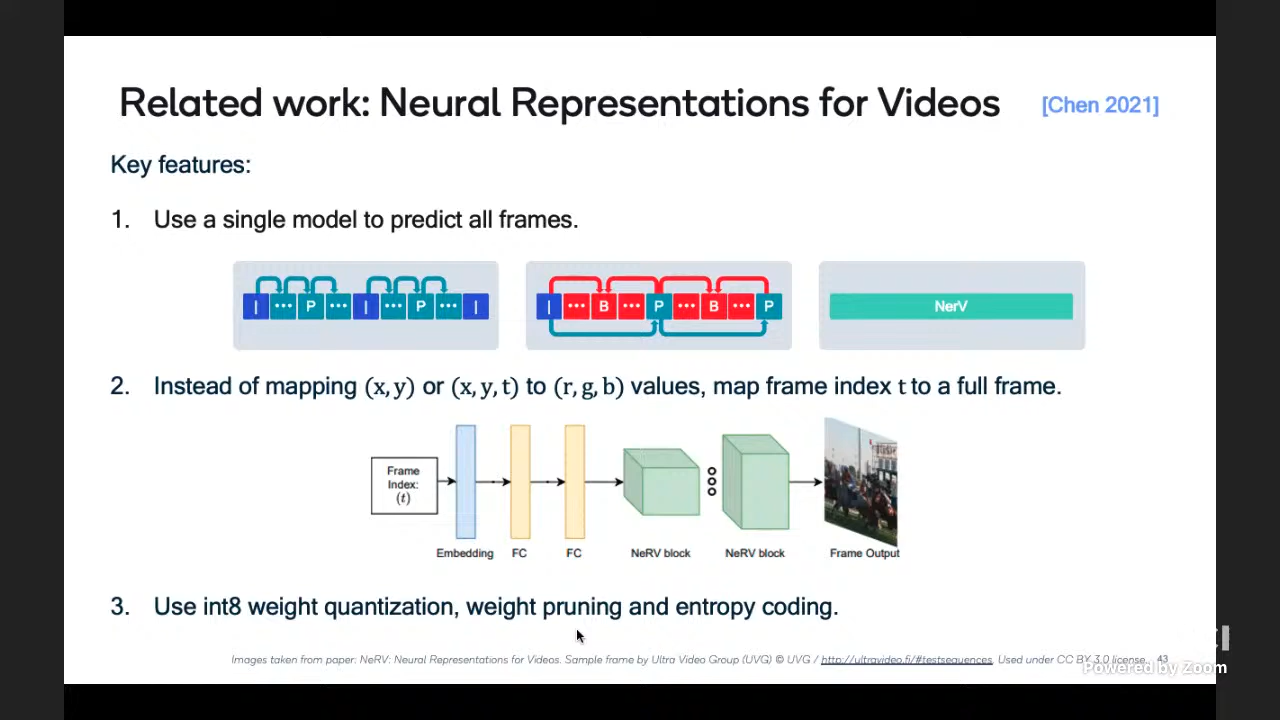 Related work: Neural Representations for Videos [Chen 2021]
Key features:
1. Use a single model to predict all frames.
I ... P ... I ... P ... I
I ... B ... P ... B ... P
NerV
2. Instead of mapping (x, y) or (x, y, t) to (r, g, b) values, map frame index t to a full frame.
Frame
Index:
(t)
Embedding FC FC NeRV block NeRV block Frame Output
3. Use int8 weight quantization, weight pruning and entropy coding.
Images taken from paper: NeRV: Neural Representations for Videos. Sample frame by Ultra Video Group (UVG) © UVG / http://ultravideo.fi/#testsequences. Used under CC BY 3.0 license. 43
Powered by Zoom